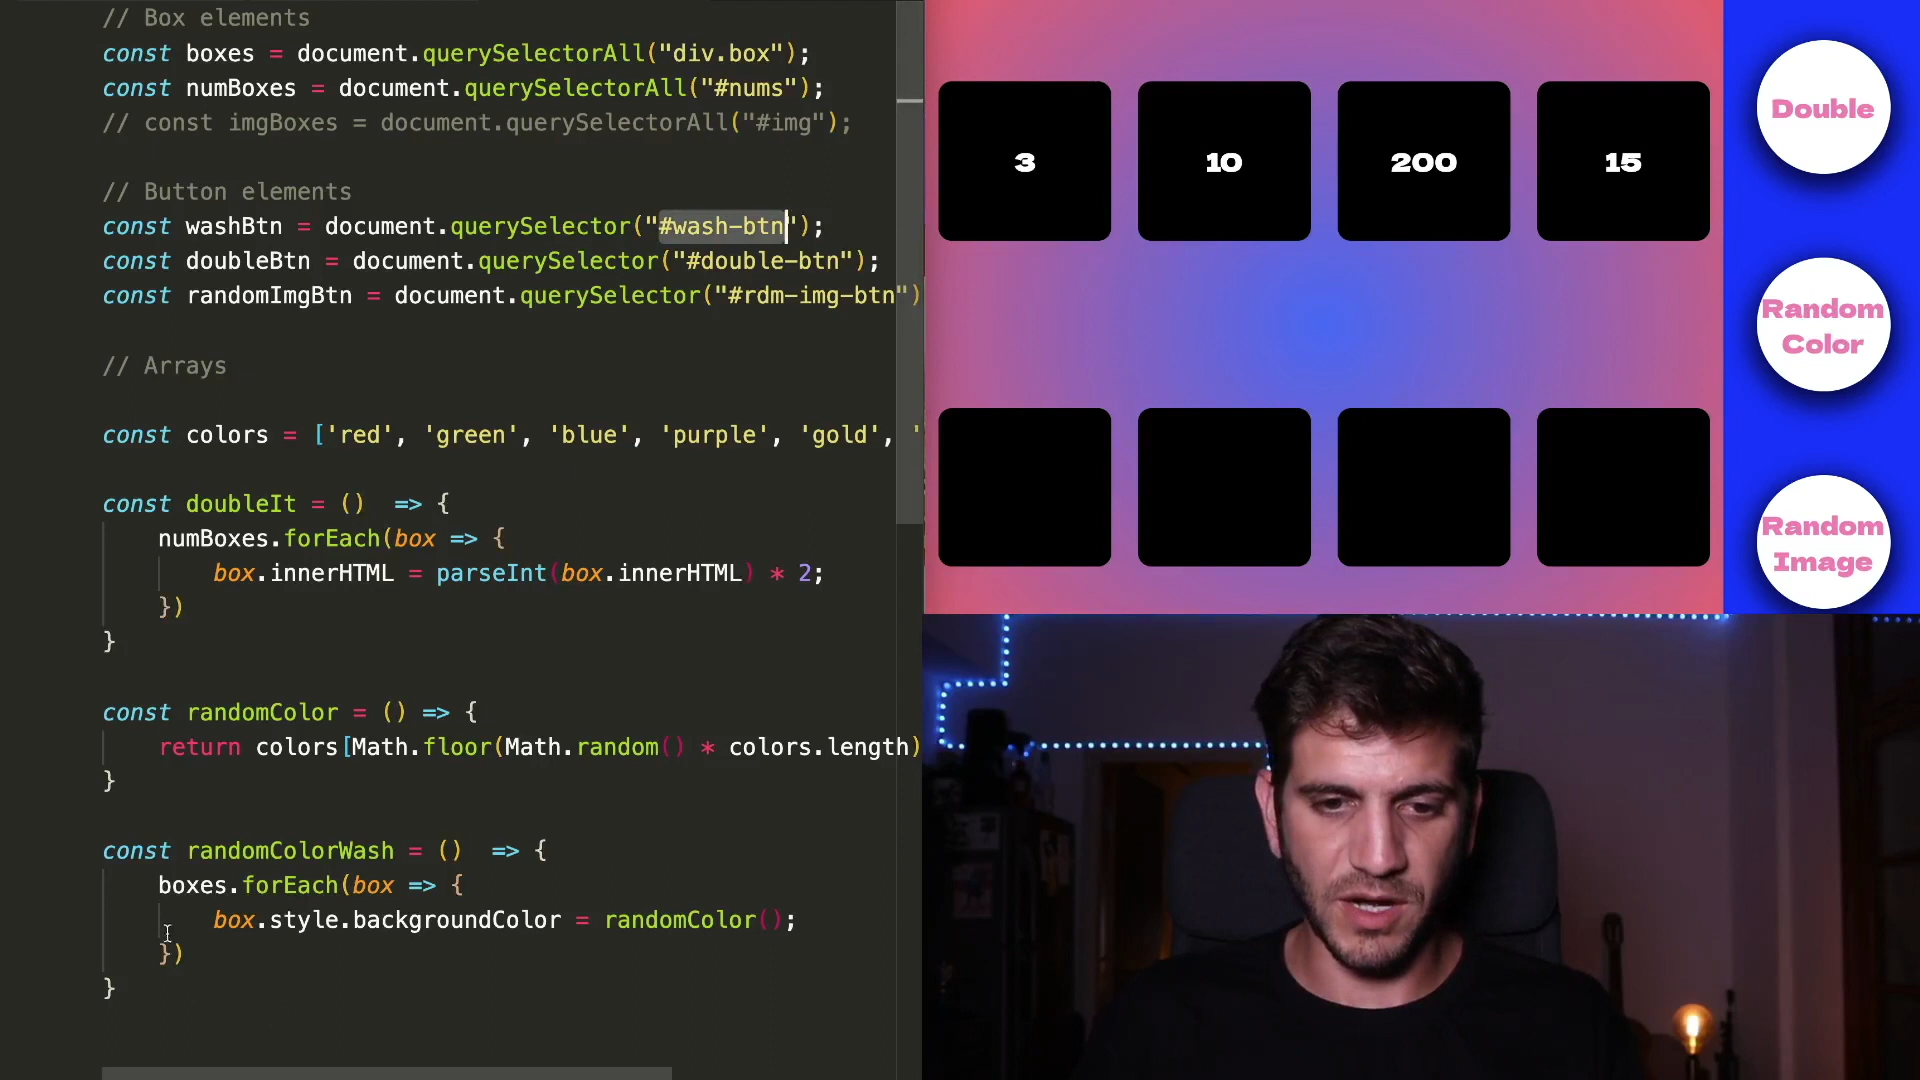 // Box elements
const boxes = document.querySelectorAll("div.box");
const numBoxes = document.querySelectorAll("#nums");
// const imgBoxes = document.querySelectorAll("#img");
// Button elements
const washBtn = document.querySelector("#wash-btn");
const doubleBtn = document.querySelector("#double-btn");
const randomImgBtn = document.querySelector("#rdm-img-btn")
// Arrays
const colors = ['red', 'green', 'blue', 'purple', 'gold', '
const doubleIt = ()  => {
numBoxes.forEach(box => {
box.innerHTML = parseInt(box.innerHTML) * 2;
})
}
const randomColor = () => {
return colors[Math.floor(Math.random() * colors.length)
}
const randomColorWash = ()  => {
boxes.forEach(box => {
box.style.backgroundColor = randomColor();
})
}
3
10
200
15
Double
Random
Color
Random
Image